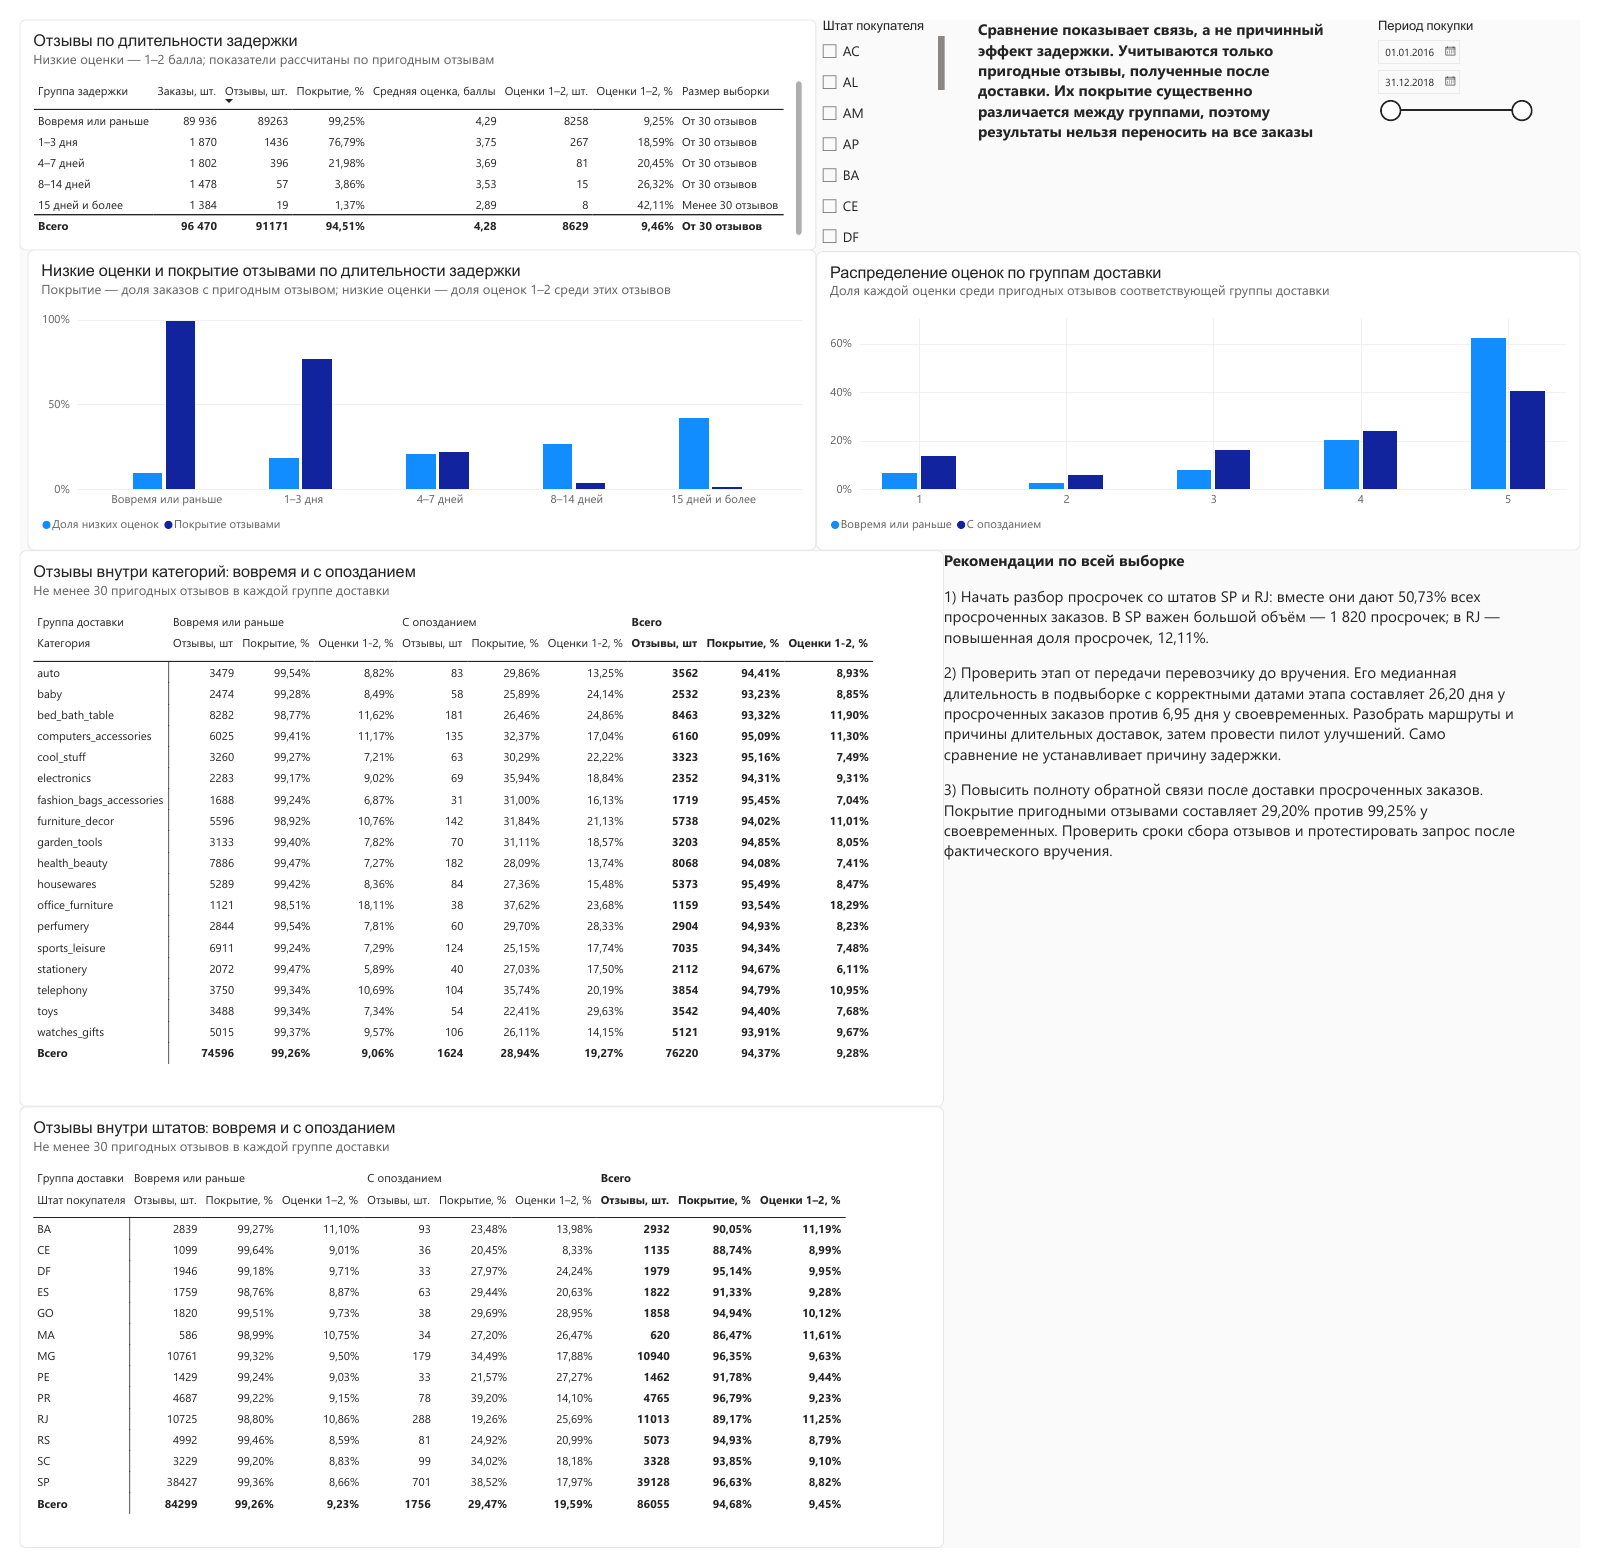 Отзывы по длительности задержки
Низкие оценки — 1–2 балла; показатели рассчитаны по пригодным отзывам
Группа задержки Заказы, шт. Отзывы, шт. Покрытие, % Средняя оценка, баллы Оценки 1–2, шт. Оценки 1–2, % Размер выборки
Вовремя или раньше 89 936 89263 99,25% 4,29 8258 9,25% От 30 отзывов
1–3 дня 1 870 1436 76,79% 3,75 267 18,59% От 30 отзывов
4–7 дней 1 802 396 21,98% 3,69 81 20,45% От 30 отзывов
8–14 дней 1 478 57 3,86% 3,53 15 26,32% От 30 отзывов
15 дней и более 1 384 19 1,37% 2,89 8 42,11% Менее 30 отзывов
Всего 96 470 91171 94,51% 4,28 8629 9,46% От 30 отзывов
Штат покупателя
AC
AL
AM
AP
BA
CE
DF
Сравнение показывает связь, а не причинный
эффект задержки. Учитываются только
пригодные отзывы, полученные после
доставки. Их покрытие существенно
различается между группами, поэтому
результаты нельзя переносить на все заказы
Период покупки
01.01.2016
31.12.2018
Низкие оценки и покрытие отзывами по длительности задержки
Покрытие — доля заказов с пригодным отзывом; низкие оценки — доля оценок 1–2 среди этих отзывов
100%
50%
0%
Вовремя или раньше 1–3 дня 4–7 дней 8–14 дней 15 дней и более
Доля низких оценок Покрытие отзывами
Распределение оценок по группам доставки
Доля каждой оценки среди пригодных отзывов соответствующей группы доставки
60%
40%
20%
0%
1 2 3 4 5
Вовремя или раньше С опозданием
Отзывы внутри категорий: вовремя и с опозданием
Не менее 30 пригодных отзывов в каждой группе доставки
Группа доставки Вовремя или раньше С опозданием Всего
Категория Отзывы, шт Покрытие, % Оценки 1-2, % Отзывы, шт Покрытие, % Оценки 1-2, % Отзывы, шт Покрытие, % Оценки 1-2, %
auto 3479 99,54% 8,82% 83 29,86% 13,25% 3562 94,41% 8,93%
baby 2474 99,28% 8,49% 58 25,89% 24,14% 2532 93,23% 8,85%
bed_bath_table 8282 98,77% 11,62% 181 26,46% 24,86% 8463 93,32% 11,90%
computers_accessories 6025 99,41% 11,17% 135 32,37% 17,04% 6160 95,09% 11,30%
cool_stuff 3260 99,27% 7,21% 63 30,29% 22,22% 3323 95,16% 7,49%
electronics 2283 99,17% 9,02% 69 35,94% 18,84% 2352 94,31% 9,31%
fashion_bags_accessories 1688 99,24% 6,87% 31 31,00% 16,13% 1719 95,45% 7,04%
furniture_decor 5596 98,92% 10,76% 142 31,84% 21,13% 5738 94,02% 11,01%
garden_tools 3133 99,40% 7,82% 70 31,11% 18,57% 3203 94,85% 8,05%
health_beauty 7886 99,47% 7,27% 182 28,09% 13,74% 8068 94,08% 7,41%
housewares 5289 99,42% 8,36% 84 27,36% 15,48% 5373 95,49% 8,47%
office_furniture 1121 98,51% 18,11% 38 37,62% 23,68% 1159 93,54% 18,29%
perfumery 2844 99,54% 7,81% 60 29,70% 28,33% 2904 94,93% 8,23%
sports_leisure 6911 99,24% 7,29% 124 25,15% 17,74% 7035 94,34% 7,48%
stationery 2072 99,47% 5,89% 40 27,03% 17,50% 2112 94,67% 6,11%
telephony 3750 99,34% 10,69% 104 35,74% 20,19% 3854 94,79% 10,95%
toys 3488 99,34% 7,34% 54 22,41% 29,63% 3542 94,40% 7,68%
watches_gifts 5015 99,37% 9,57% 106 26,11% 14,15% 5121 93,91% 9,67%
Всего 74596 99,26% 9,06% 1624 28,94% 19,27% 76220 94,37% 9,28%
Рекомендации по всей выборке
1) Начать разбор просрочек со штатов SP и RJ: вместе они дают 50,73% всех
просроченных заказов. В SP важен большой объём — 1 820 просрочек; в RJ —
повышенная доля просрочек, 12,11%.
2) Проверить этап от передачи перевозчику до вручения. Его медианная
длительность в подвыборке с корректными датами этапа составляет 26,20 дня у
просроченных заказов против 6,95 дня у своевременных. Разобрать маршруты и
причины длительных доставок, затем провести пилот улучшений. Само
сравнение не устанавливает причину задержки.
3) Повысить полноту обратной связи после доставки просроченных заказов.
Покрытие пригодными отзывами составляет 29,20% против 99,25% у
своевременных. Проверить сроки сбора отзывов и протестировать запрос после
фактического вручения.
Отзывы внутри штатов: вовремя и с опозданием
Не менее 30 пригодных отзывов в каждой группе доставки
Группа доставки Вовремя или раньше С опозданием Всего
Штат покупателя Отзывы, шт. Покрытие, % Оценки 1–2, % Отзывы, шт. Покрытие, % Оценки 1–2, % Отзывы, шт. Покрытие, % Оценки 1–2, %
BA 2839 99,27% 11,10% 93 23,48% 13,98% 2932 90,05% 11,19%
CE 1099 99,64% 9,01% 36 20,45% 8,33% 1135 88,74% 8,99%
DF 1946 99,18% 9,71% 33 27,97% 24,24% 1979 95,14% 9,95%
ES 1759 98,76% 8,87% 63 29,44% 20,63% 1822 91,33% 9,28%
GO 1820 99,51% 9,73% 38 29,69% 28,95% 1858 94,94% 10,12%
MA 586 98,99% 10,75% 34 27,20% 26,47% 620 86,47% 11,61%
MG 10761 99,32% 9,50% 179 34,49% 17,88% 10940 96,35% 9,63%
PE 1429 99,24% 9,03% 33 21,57% 27,27% 1462 91,78% 9,44%
PR 4687 99,22% 9,15% 78 39,20% 14,10% 4765 96,79% 9,23%
RJ 10725 98,80% 10,86% 288 19,26% 25,69% 11013 89,17% 11,25%
RS 4992 99,46% 8,59% 81 24,92% 20,99% 5073 94,93% 8,79%
SC 3229 99,20% 8,83% 99 34,02% 18,18% 3328 93,85% 9,10%
SP 38427 99,36% 8,66% 701 38,52% 17,97% 39128 96,63% 8,82%
Всего 84299 99,26% 9,23% 1756 29,47% 19,59% 86055 94,68% 9,45%